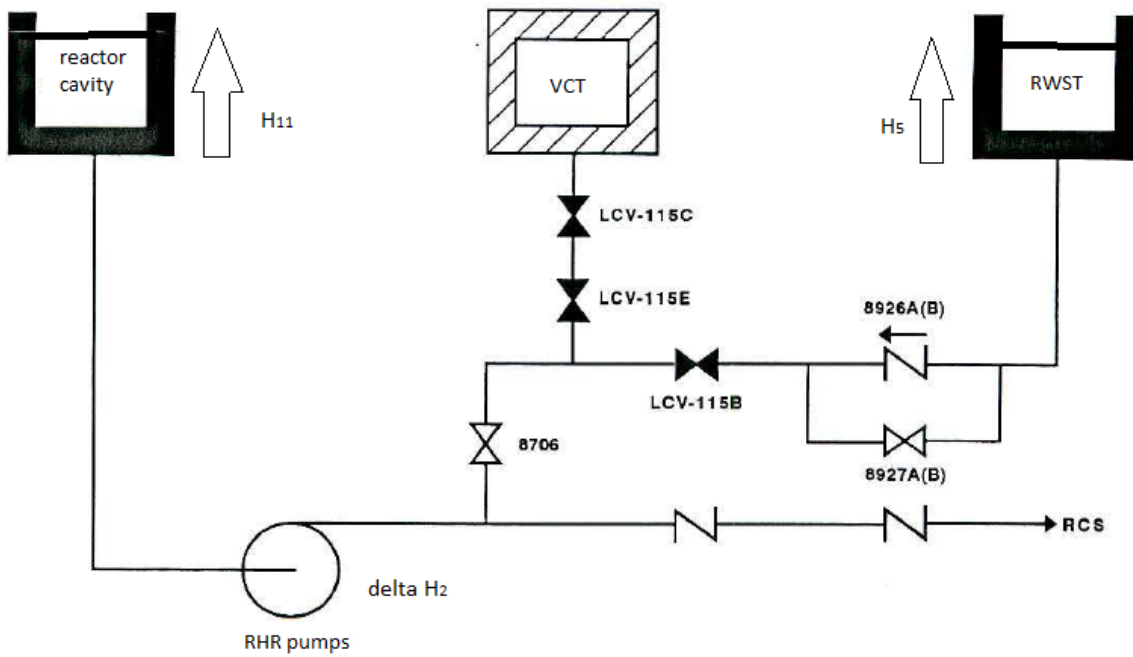 reactor
cavity
H11
VCT
H5
RWST
LCV-115C
LCV-115E
8926A(B)
LCV-115B
8706
8927A(B)
RCS
delta H2
RHR pumps